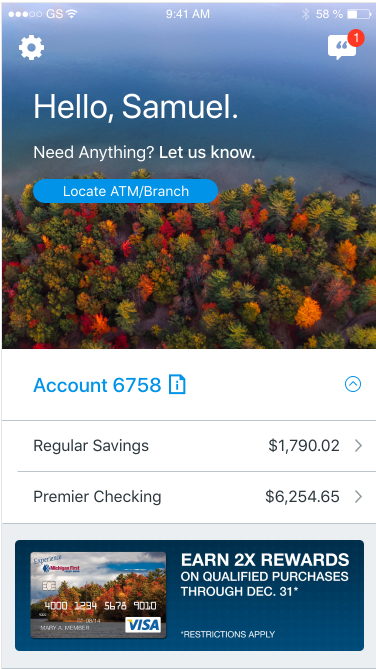 GS 9:41 AM 58 %
1
Hello, Samuel.
Need Anything? Let us know.
Locate ATM/Branch
Account 6758
Regular Savings $1,790.02
Premier Checking $6,254.65
Experience
Michigan First
4000 1234 5678 9010
MARY A. MEMBER
VISA
EARN 2X REWARDS
ON QUALIFIED PURCHASES
THROUGH DEC. 31*
*RESTRICTIONS APPLY